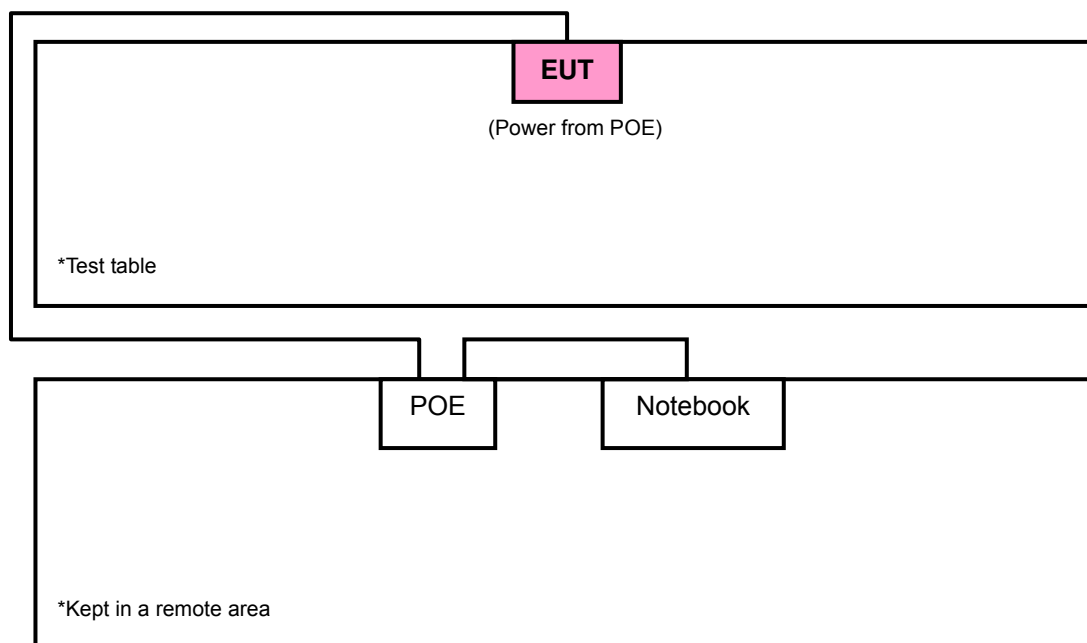 EUT
(Power from POE)
*Test table
POE
Notebook
*Kept in a remote area